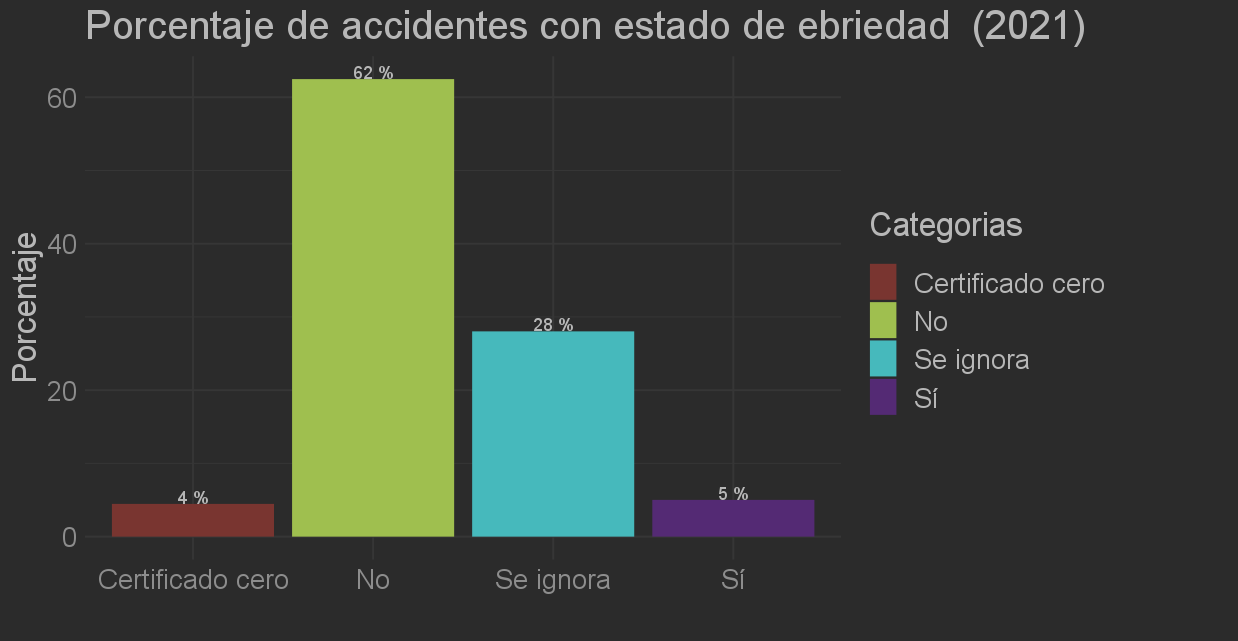 Porcentaje de accidentes con estado de ebriedad  (2021)
Porcentaje
60
40
20
0
4 %
62 %
28 %
5 %
Certificado cero
No
Se ignora
Sí
Categorias
Certificado cero
No
Se ignora
Sí